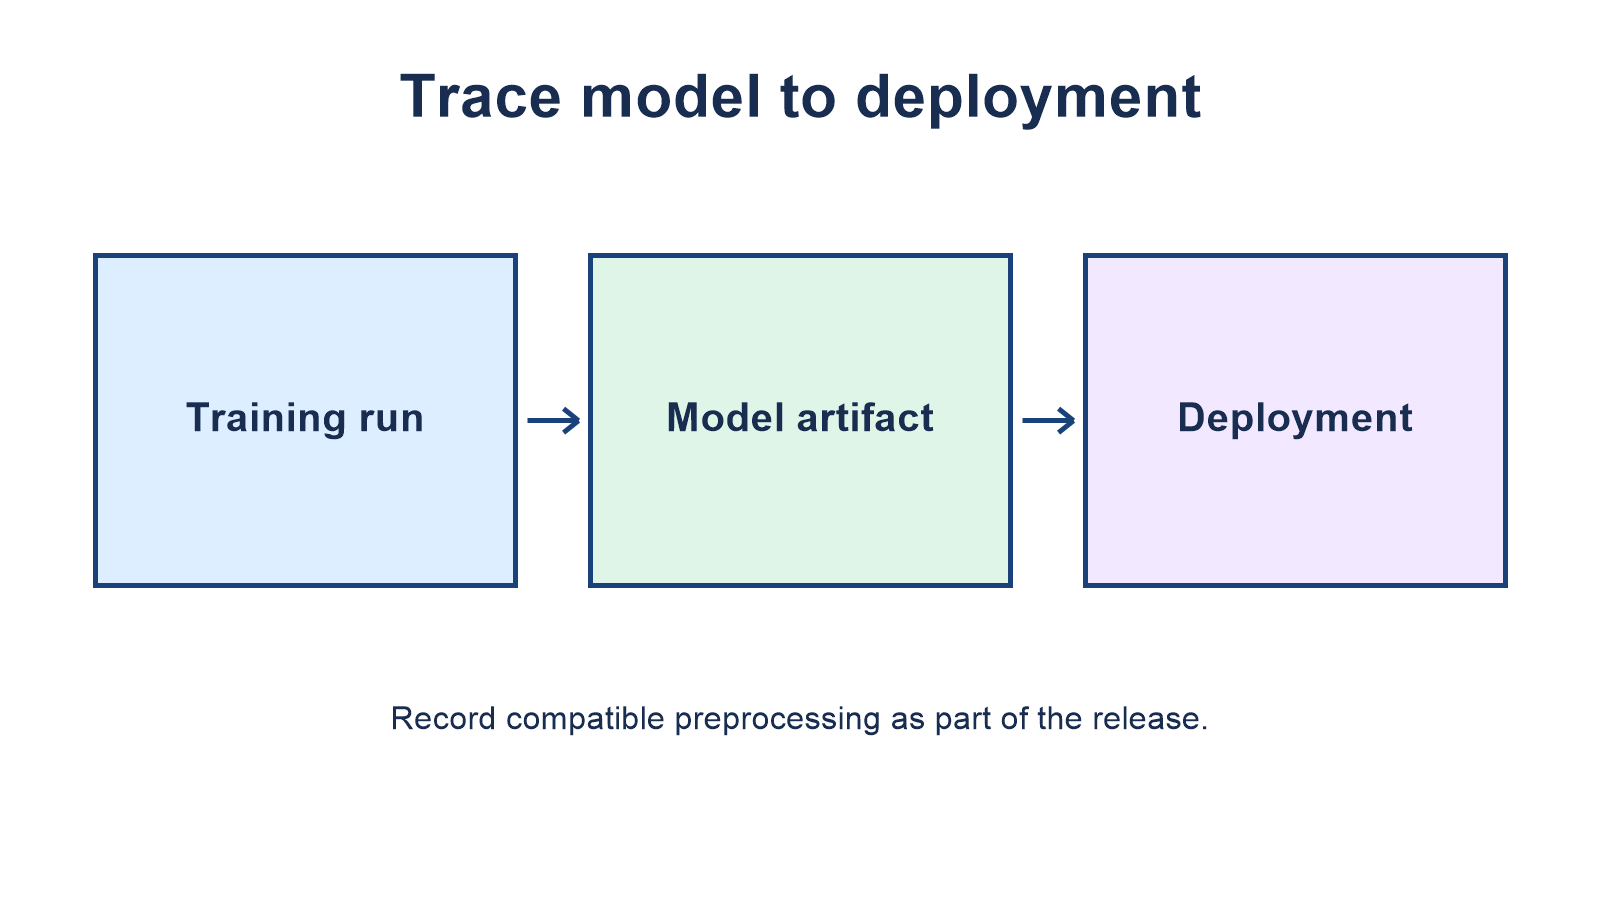 Trace model to deployment
Training run
Model artifact
Deployment
Record compatible preprocessing as part of the release.